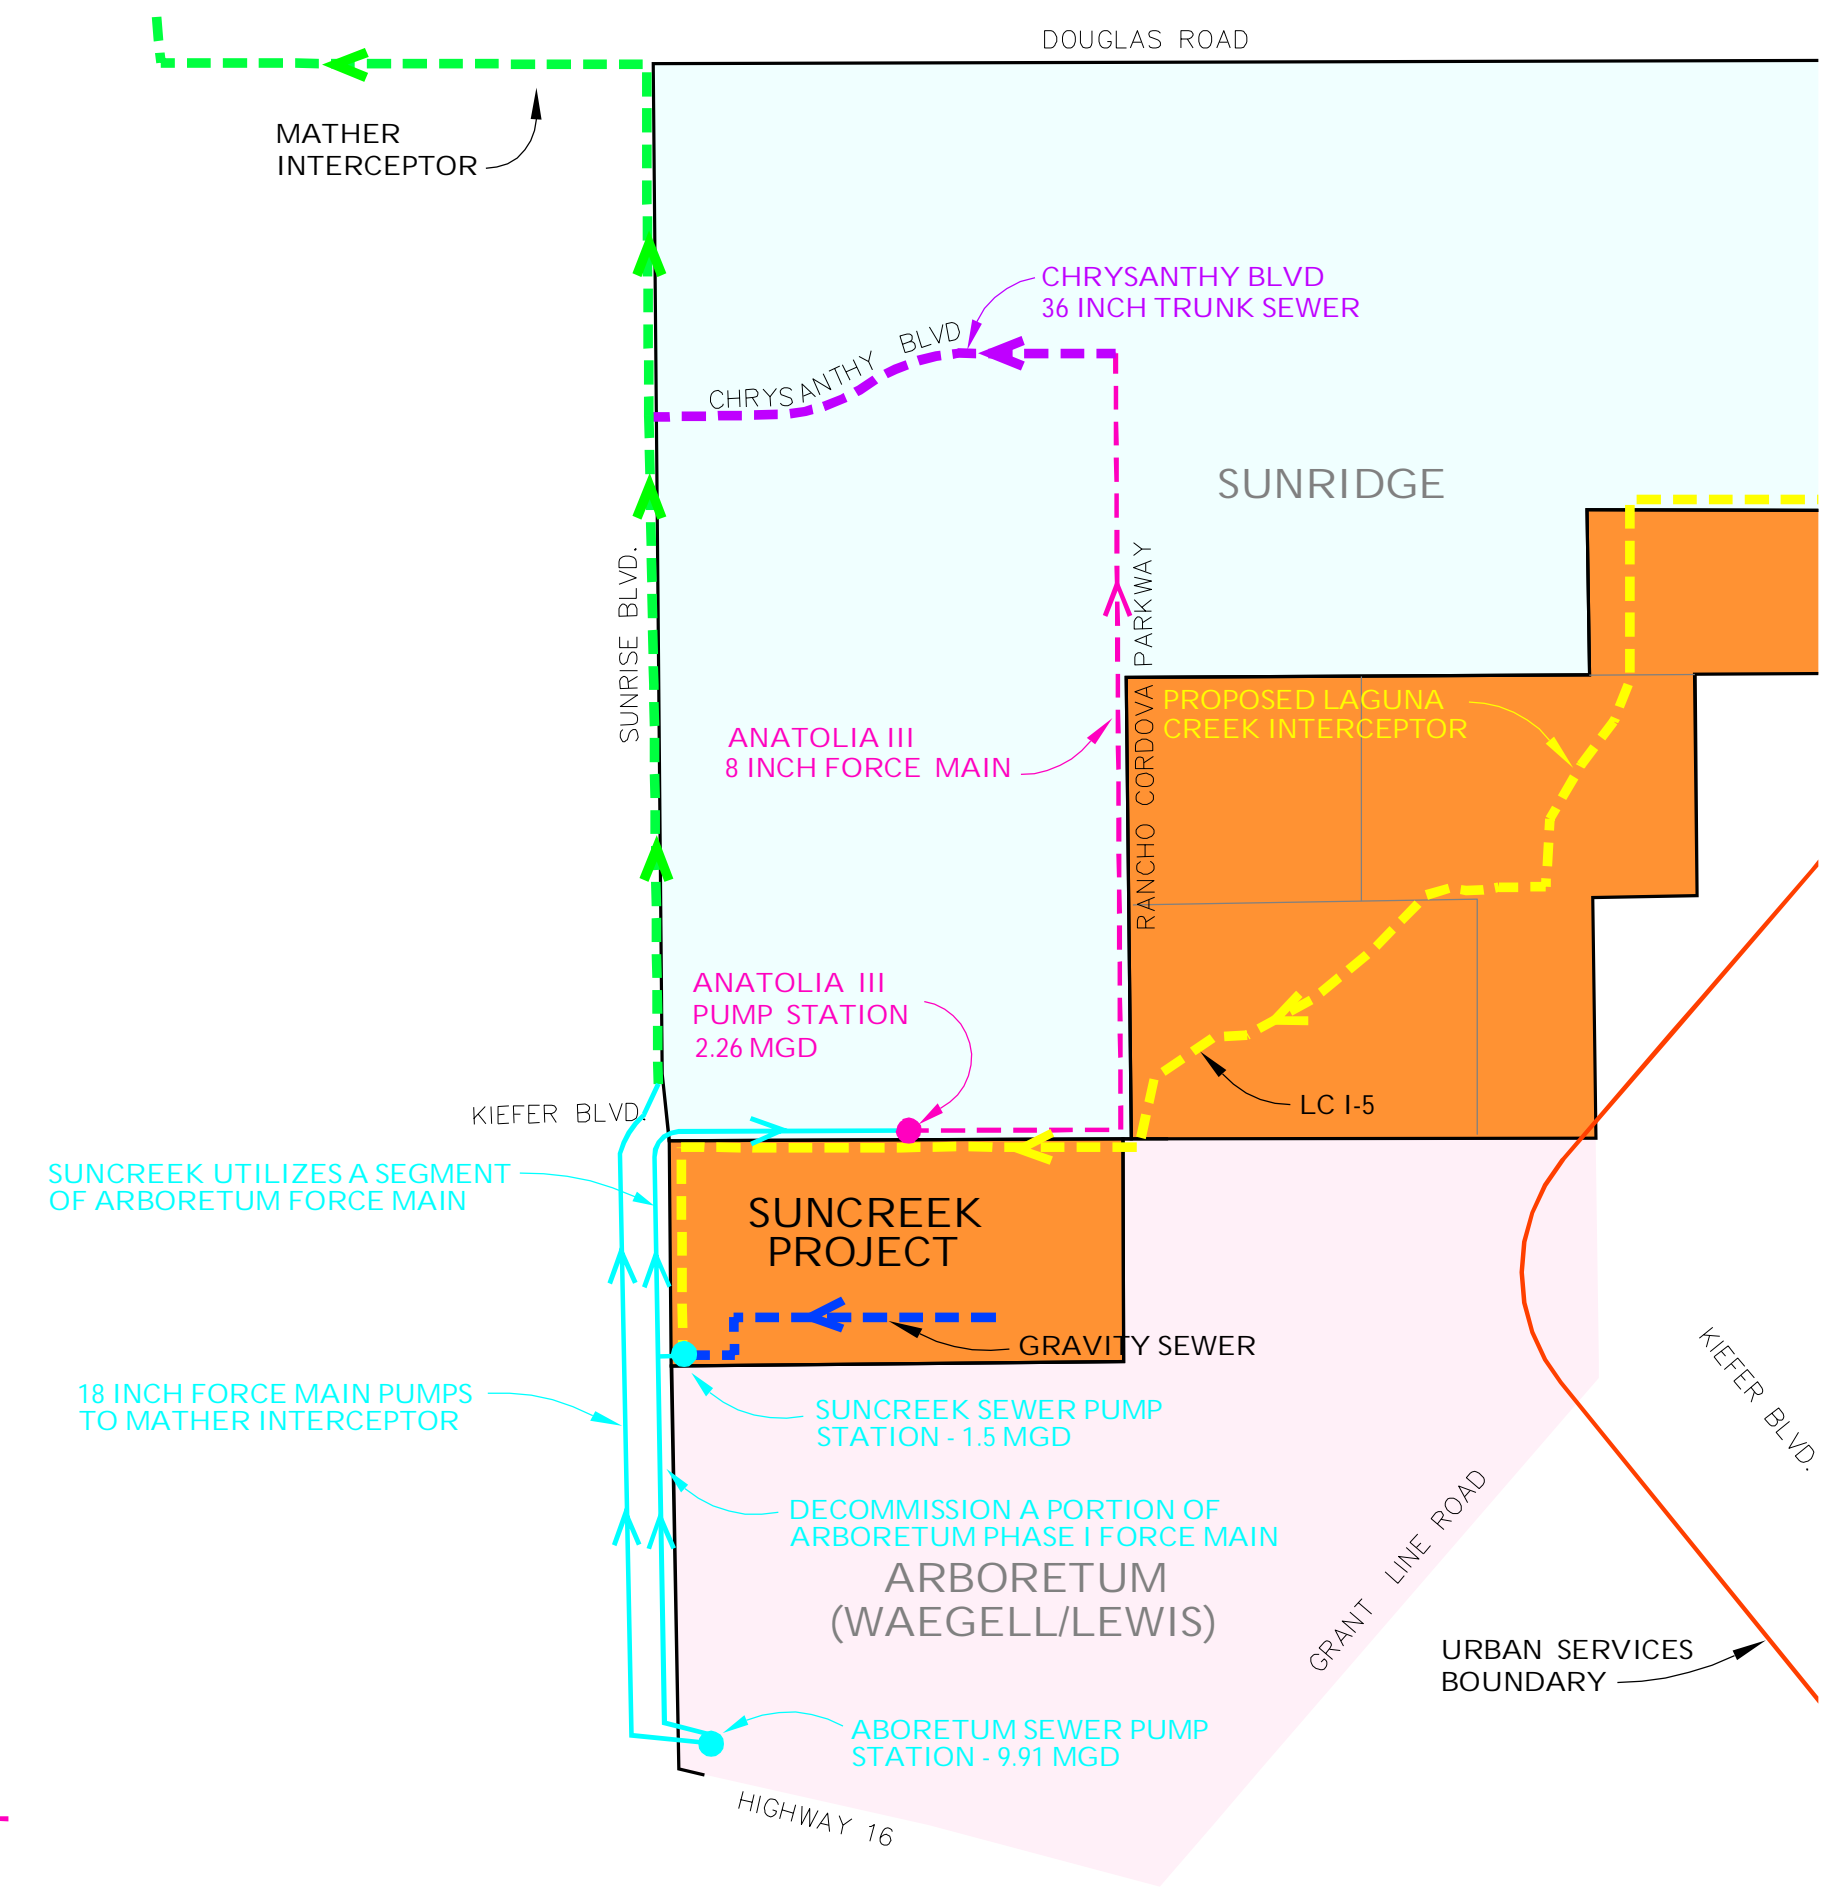 DOUGLAS ROAD
MATHER
INTERCEPTOR
CHRYSANTHY BLVD
36 INCH TRUNK SEWER
CHRYSANTHY BLVD
SUNRIDGE
SUNRISE BLVD.
RANCHO CORDOVA PARKWAY
PROPOSED LAGUNA
CREEK INTERCEPTOR
ANATOLIA III
8 INCH FORCE MAIN
ANATOLIA III
PUMP STATION
2.26 MGD
LC I-5
KIEFER BLVD.
SUNCREEK UTILIZES A SEGMENT
OF ARBORETUM FORCE MAIN
SUNCREEK
PROJECT
GRAVITY SEWER
KIEFER BLVD.
18 INCH FORCE MAIN PUMPS
TO MATHER INTERCEPTOR
SUNCREEK SEWER PUMP
STATION - 1.5 MGD
DECOMMISSION A PORTION OF
ARBORETUM PHASE I FORCE MAIN
ARBORETUM
(WAEGELL/LEWIS)
GRANT LINE ROAD
URBAN SERVICES
BOUNDARY
ABORETUM SEWER PUMP
STATION - 9.91 MGD
HIGHWAY 16